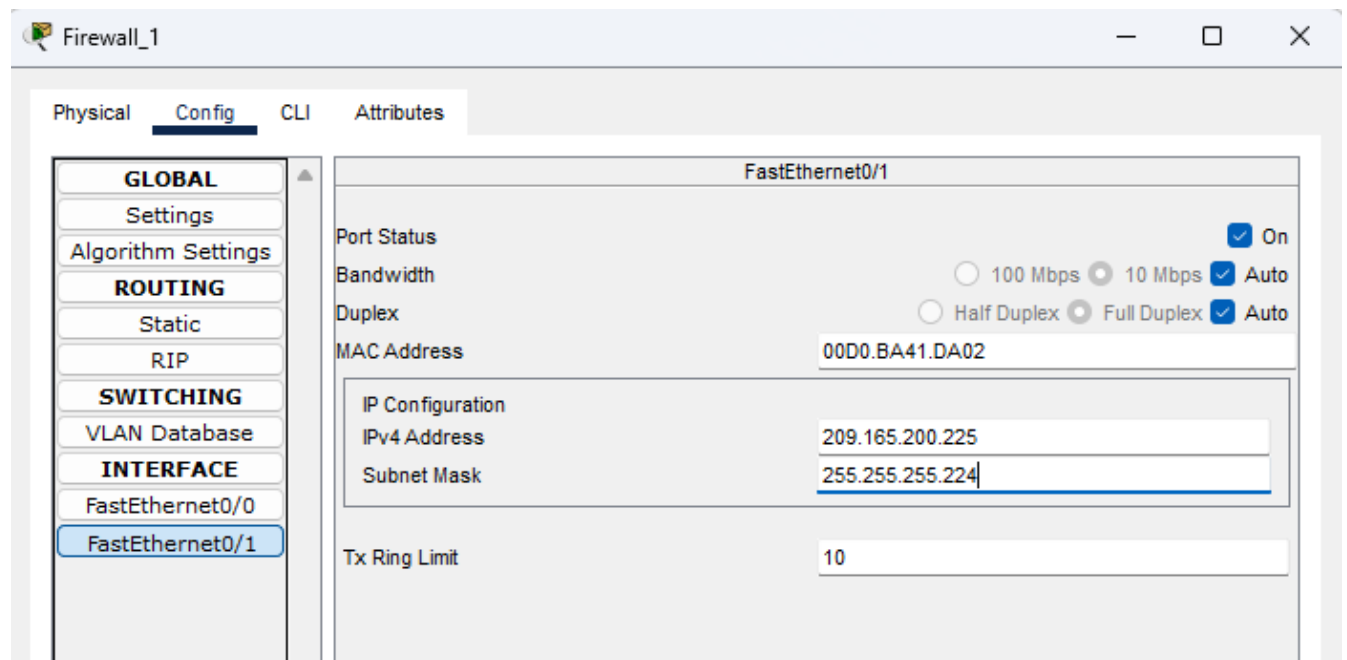 Firewall_1
Physical Config CLI Attributes
GLOBAL
Settings
Algorithm Settings
ROUTING
Static
RIP
SWITCHING
VLAN Database
INTERFACE
FastEthernet0/0
FastEthernet0/1
FastEthernet0/1
Port Status On
Bandwidth 100 Mbps 10 Mbps Auto
Duplex Half Duplex Full Duplex Auto
MAC Address 00D0.BA41.DA02
IP Configuration
IPv4 Address 209.165.200.225
Subnet Mask 255.255.255.224
Tx Ring Limit 10